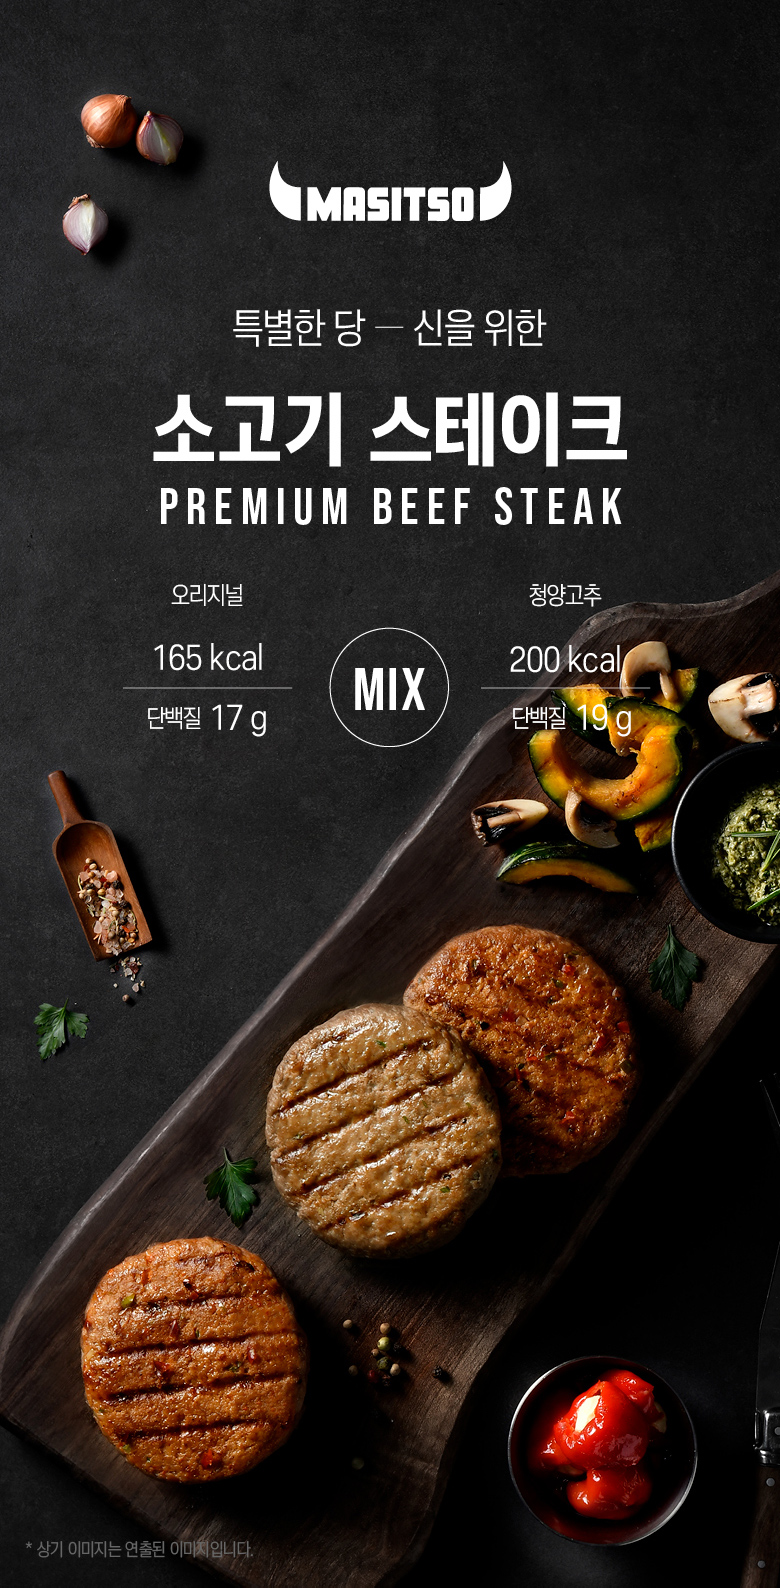 MASITSO
특별한 당 — 신을 위한
소고기 스테이크
PREMIUM BEEF STEAK
오리지널
165 kcal
단백질 17 g
MIX
청양고추
200 kcal
단백질 19 g
* 상기 이미지는 연출된 이미지입니다.